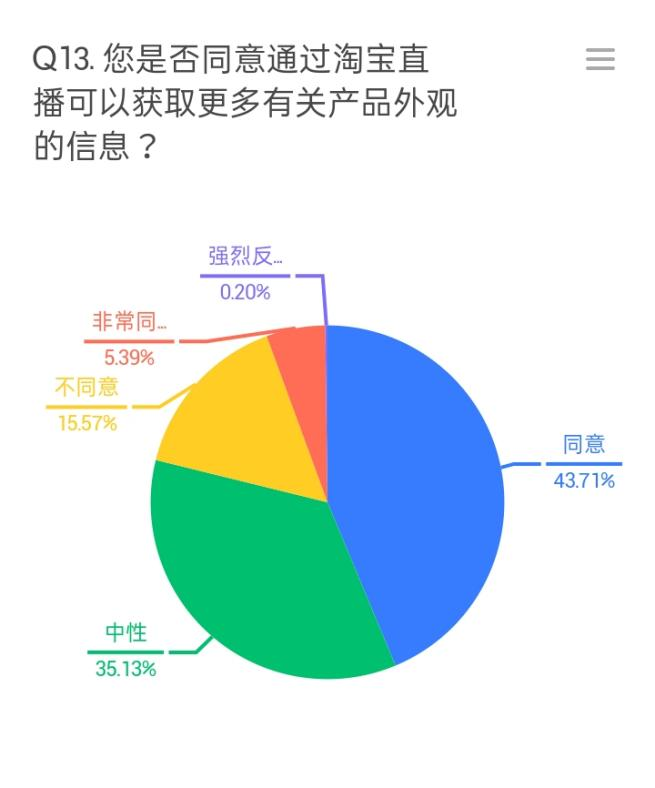 Q13. 您是否同意通过淘宝直
播可以获取更多有关产品外观
的信息？
强烈反...
0.20%
非常同...
5.39%
不同意
15.57%
同意
43.71%
中性
35.13%